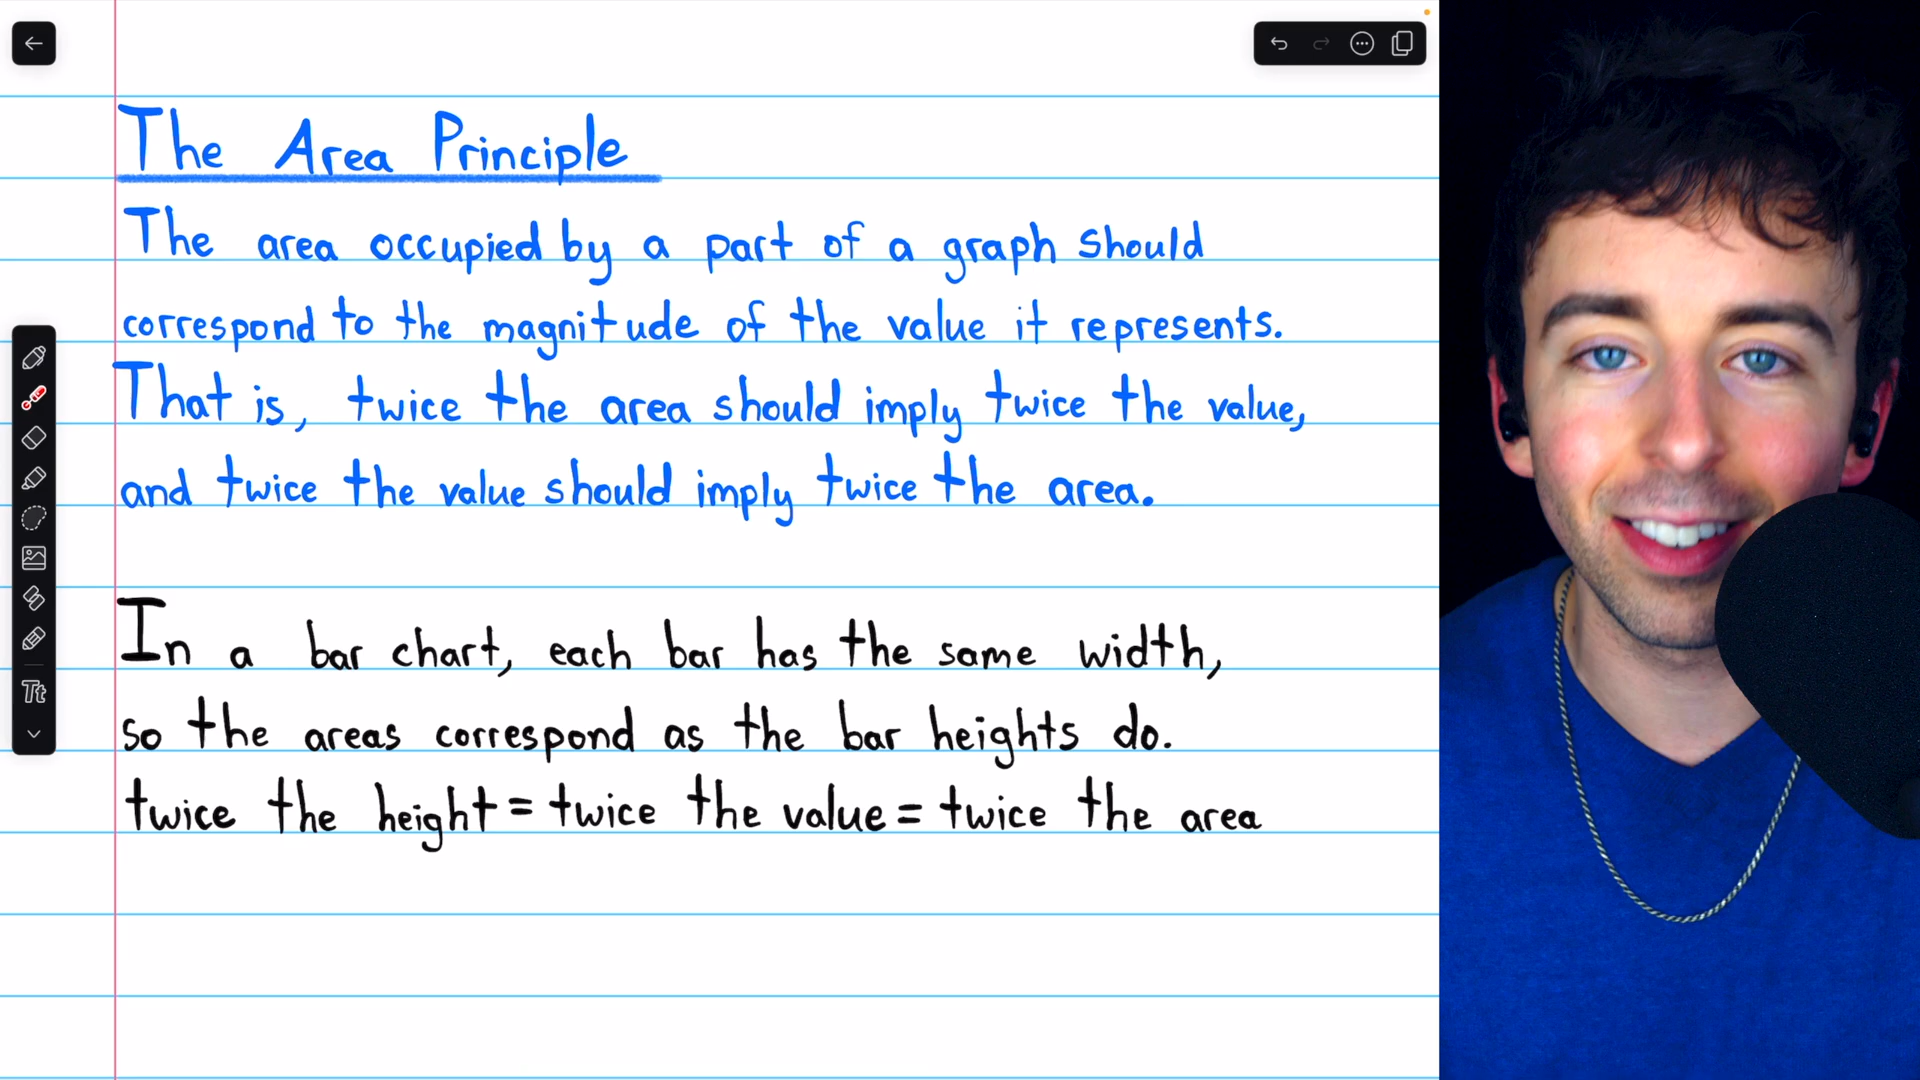 The Area Principle
The area occupied by a part of a graph should
correspond to the magnitude of the value it represents.
That is, twice the area should imply twice the value,
and twice the value should imply twice the area.
In a bar chart, each bar has the same width,
so the areas correspond as the bar heights do.
twice the height = twice the value = twice the area
Tt